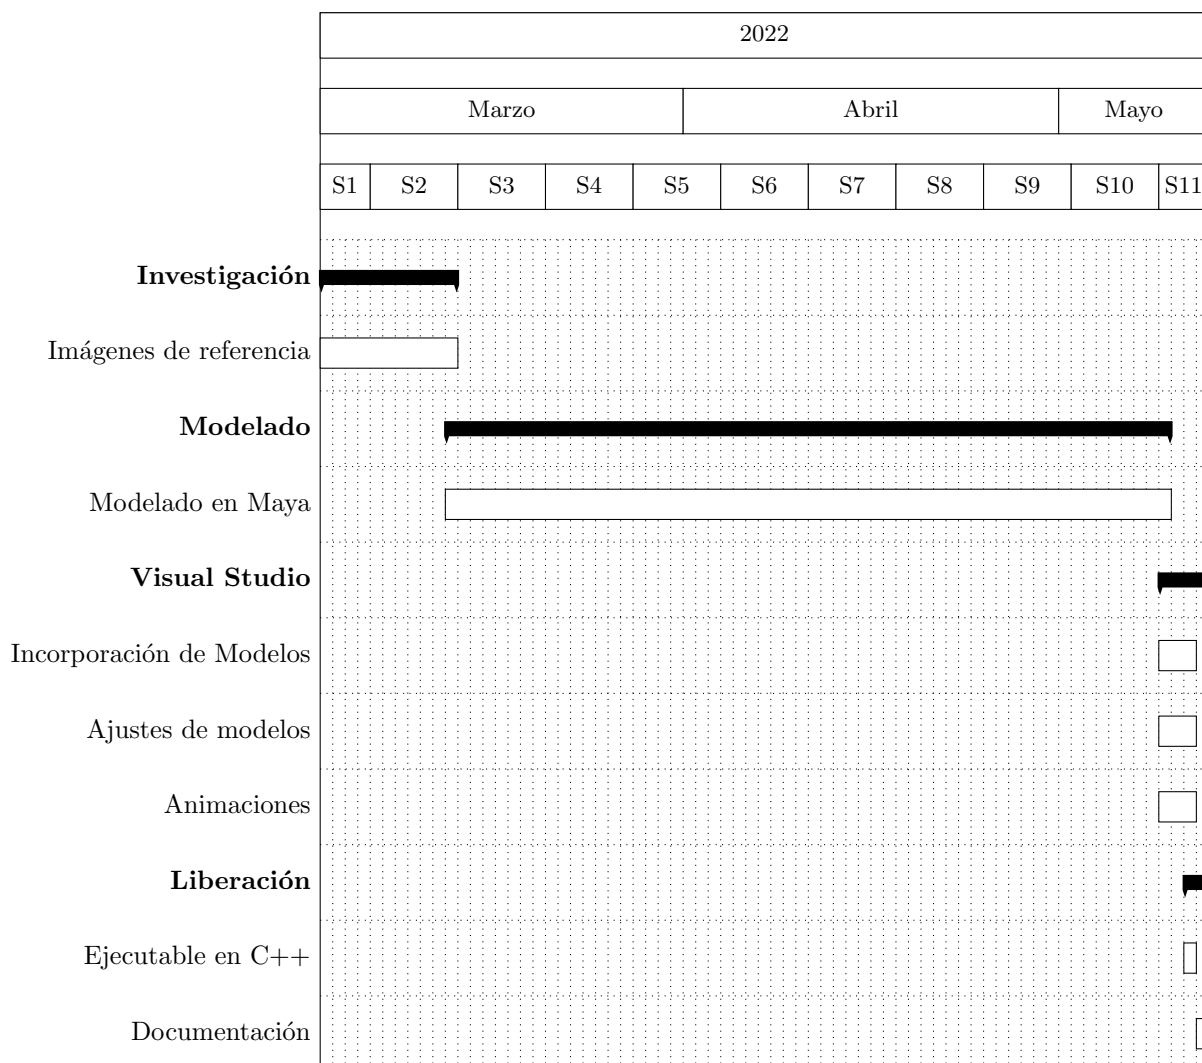 2022
Marzo Abril Mayo
S1 S2 S3 S4 S5 S6 S7 S8 S9 S10 S11
Investigación
Imágenes de referencia
Modelado
Modelado en Maya
Visual Studio
Incorporación de Modelos
Ajustes de modelos
Animaciones
Liberación
Ejecutable en C++
Documentación